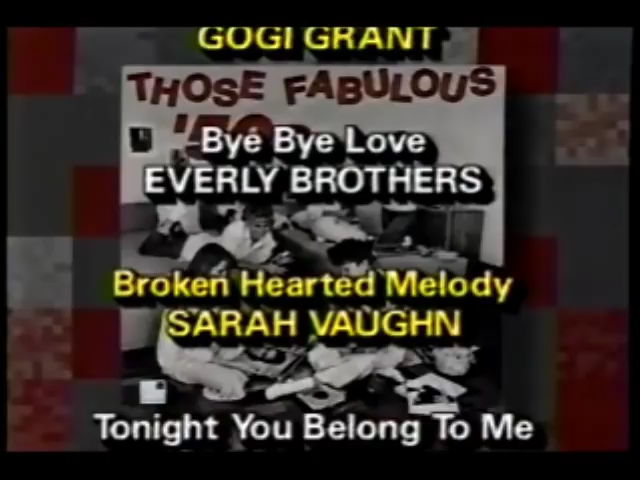 GOGI GRANT
THOSE FABULOUS
'50s
Bye Bye Love
EVERLY BROTHERS
Broken Hearted Melody
SARAH VAUGHN
Tonight You Belong To Me